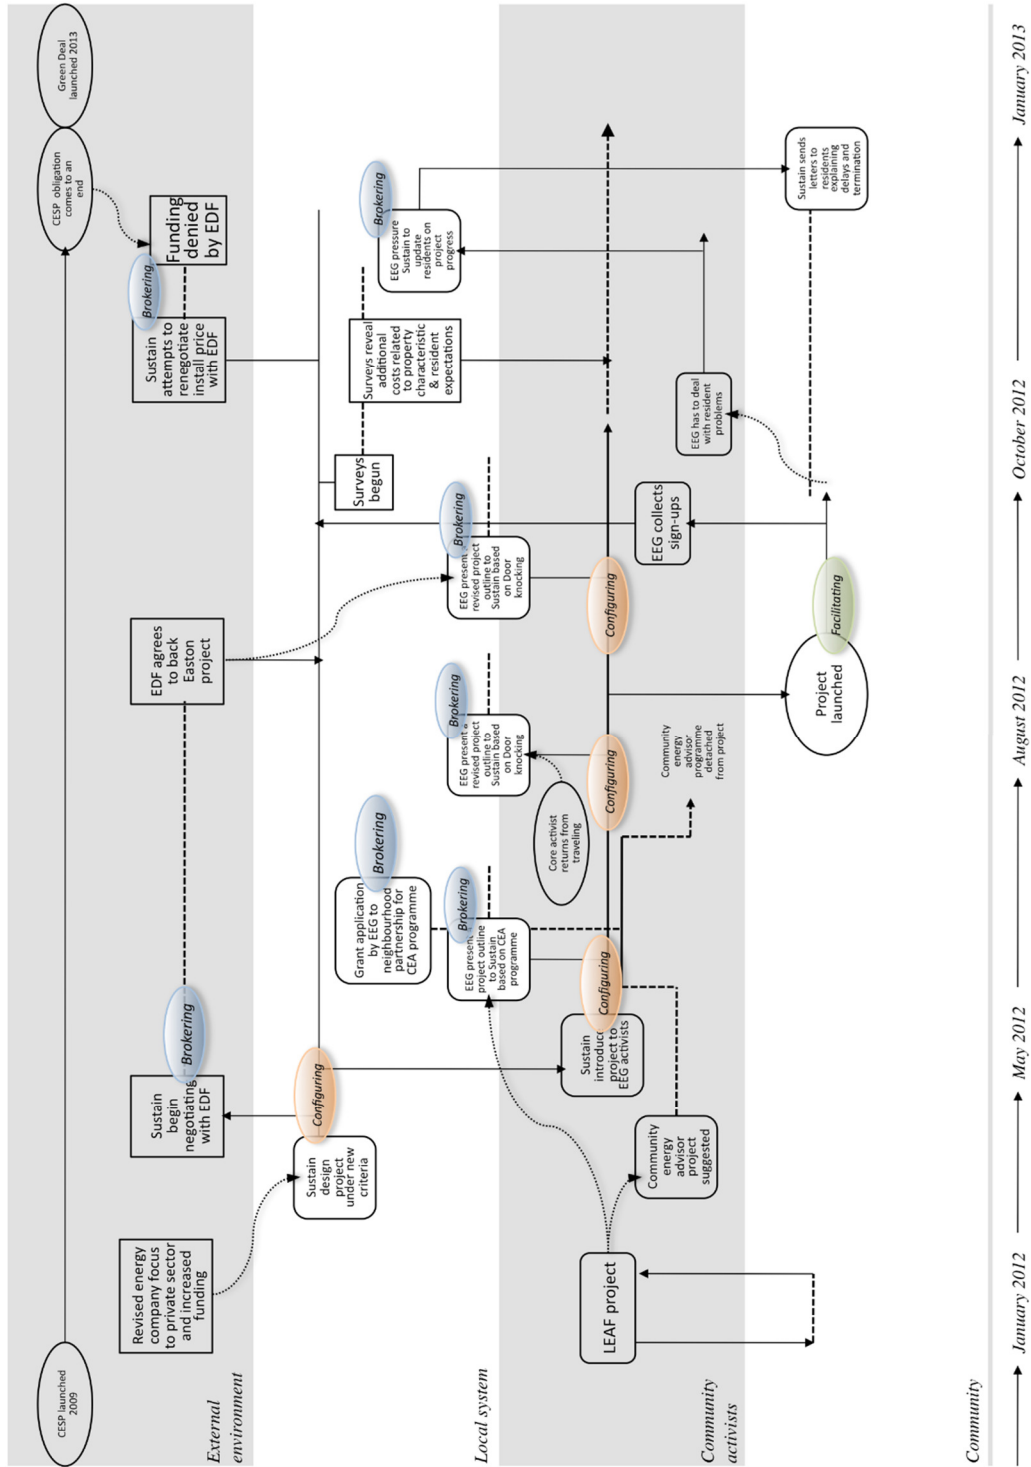 CESP launched
2009
CESP obligation
comes to an
end
Green Deal
launched 2013
Revised energy
company focus
to private sector
and increased
funding
Sustain
begin
negotiating
with EDF
Brokering
EDF agrees
to back
Easton
project
Sustain
attempts to
renegotiate
install price
with EDF
Brokering
Funding
denied
by EDF
External
environment
Sustain
design
project
under new
criteria
Configuring
Grant application
by EEG to
neighbourhood
partnership for
CEA programme
Brokering
Surveys
begun
Surveys reveal
additional
costs related
to property
characteristic
& resident
expectations
EEG pressure
Sustain to
update
residents on
project
progress
Brokering
EEG present
project outline
to Sustain
based on CEA
programme
Brokering
EEG present a
revised project
outline to
Sustain based
on Door
knocking
Brokering
EEG present
revised project
outline to
Sustain based
on Door
knocking
Brokering
Local system
LEAF project
Sustain
introduc
project to
EEG activists
Configuring
Core activist
returns from
traveling
Configuring
Configuring
Community
energy
advisor
project
suggested
Community
energy
advisor
programme
detached
from project
EEG collects
sign-ups
EEG has to deal
with resident
problems
Community
activists
Project
launched
Facilitating
Sustain sends
letters to
residents
explaining
delays and
termination
Community
January 2012
May 2012
August 2012
October 2012
January 2013